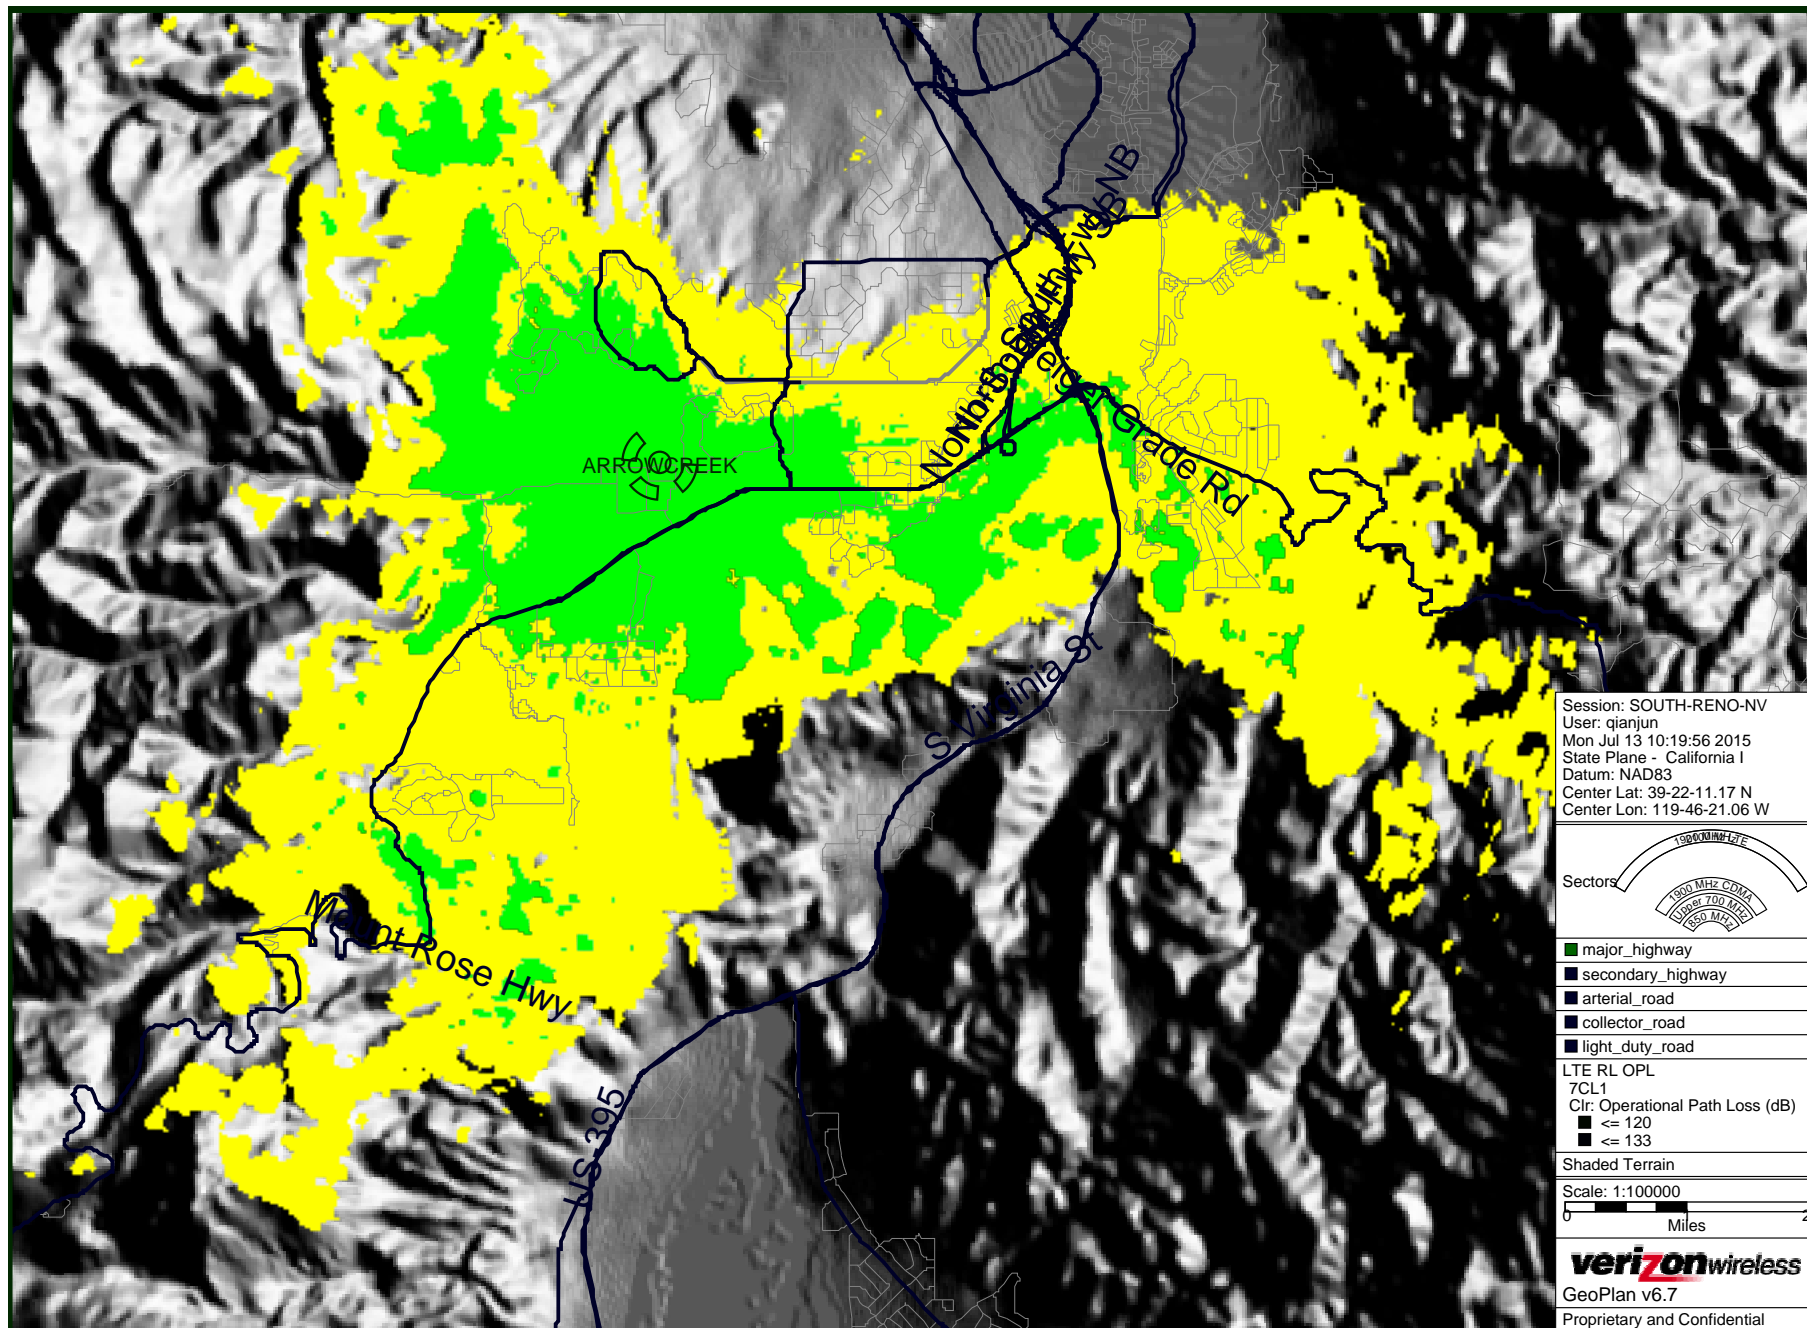 ARROWCREEK
Grade Rd
S Virginia St
Mount Rose Hwy
US-395
Session: SOUTH-RENO-NV
User: qianjun
Mon Jul 13 10:19:56 2015
State Plane - California I
Datum: NAD83
Center Lat: 39-22-11.17 N
Center Lon: 119-46-21.06 W
Sectors
1900 MHz CDMA
Upper 700 MHz
850 MHz
major_highway
secondary_highway
arterial_road
collector_road
light_duty_road
LTE RL OPL
7CL1
Clr: Operational Path Loss (dB)
<= 120
<= 133
Shaded Terrain
Scale: 1:100000
0 2
Miles
verizonwireless
GeoPlan v6.7
Proprietary and Confidential